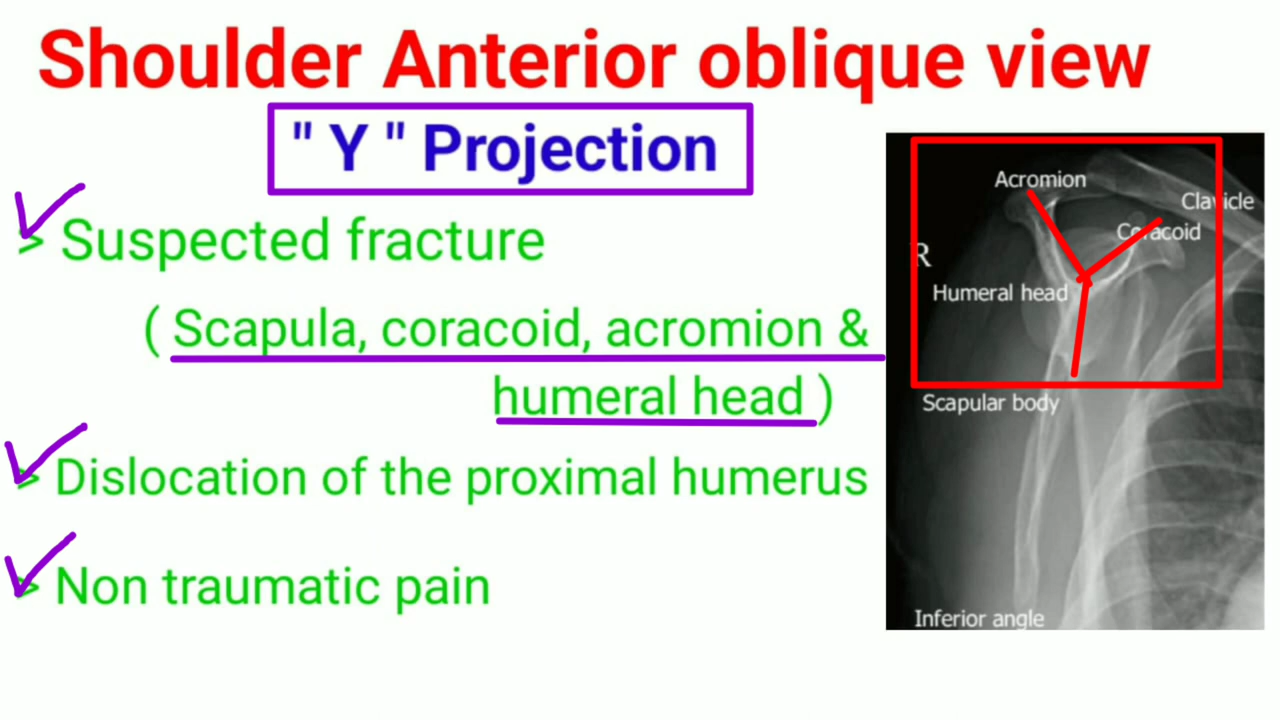 Shoulder Anterior oblique view
" Y " Projection
> Suspected fracture
( Scapula, coracoid, acromion &
humeral head )
> Dislocation of the proximal humerus
> Non traumatic pain
Acromion
Clavicle
Coracoid
R
Humeral head
Scapular body
Inferior angle